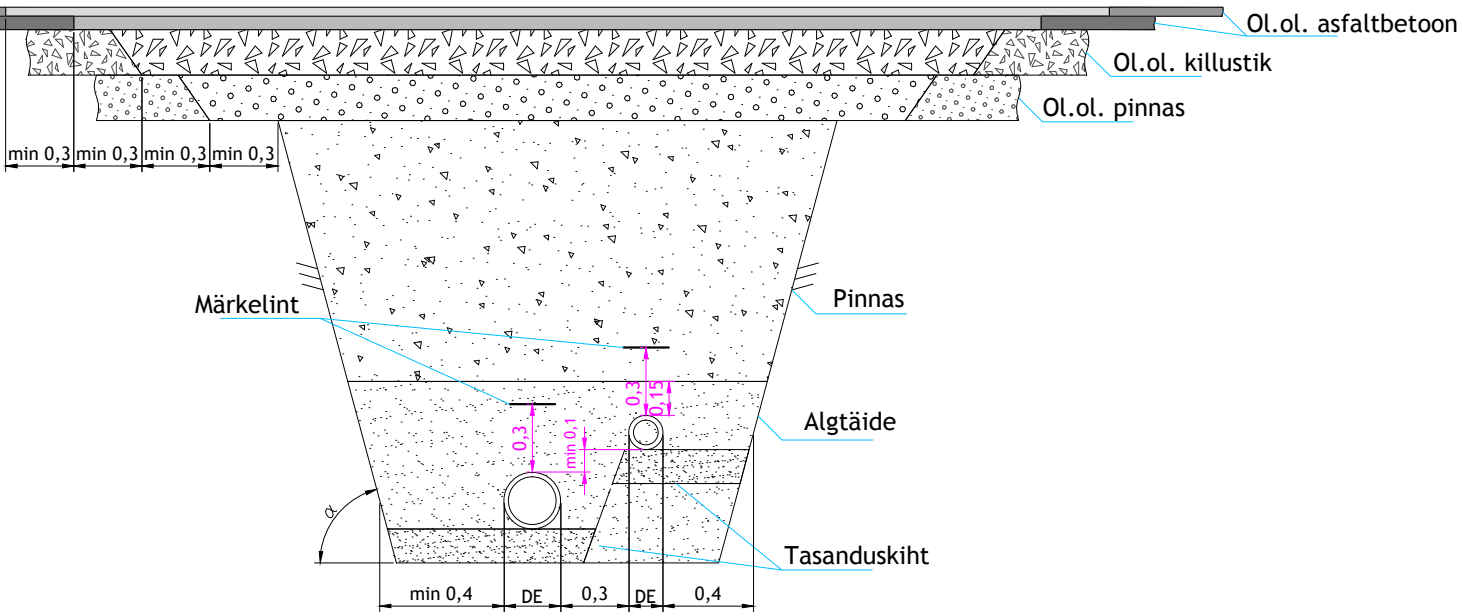 Ol.ol. asfaltbetoon
Ol.ol. killustik
Ol.ol. pinnas
min 0,3 min 0,3 min 0,3 min 0,3
Pinnas
Märkelint
0,3
0,15
Algtäide
0,3
min 0,1
α
Tasanduskiht
min 0,4 DE 0,3 DE 0,4